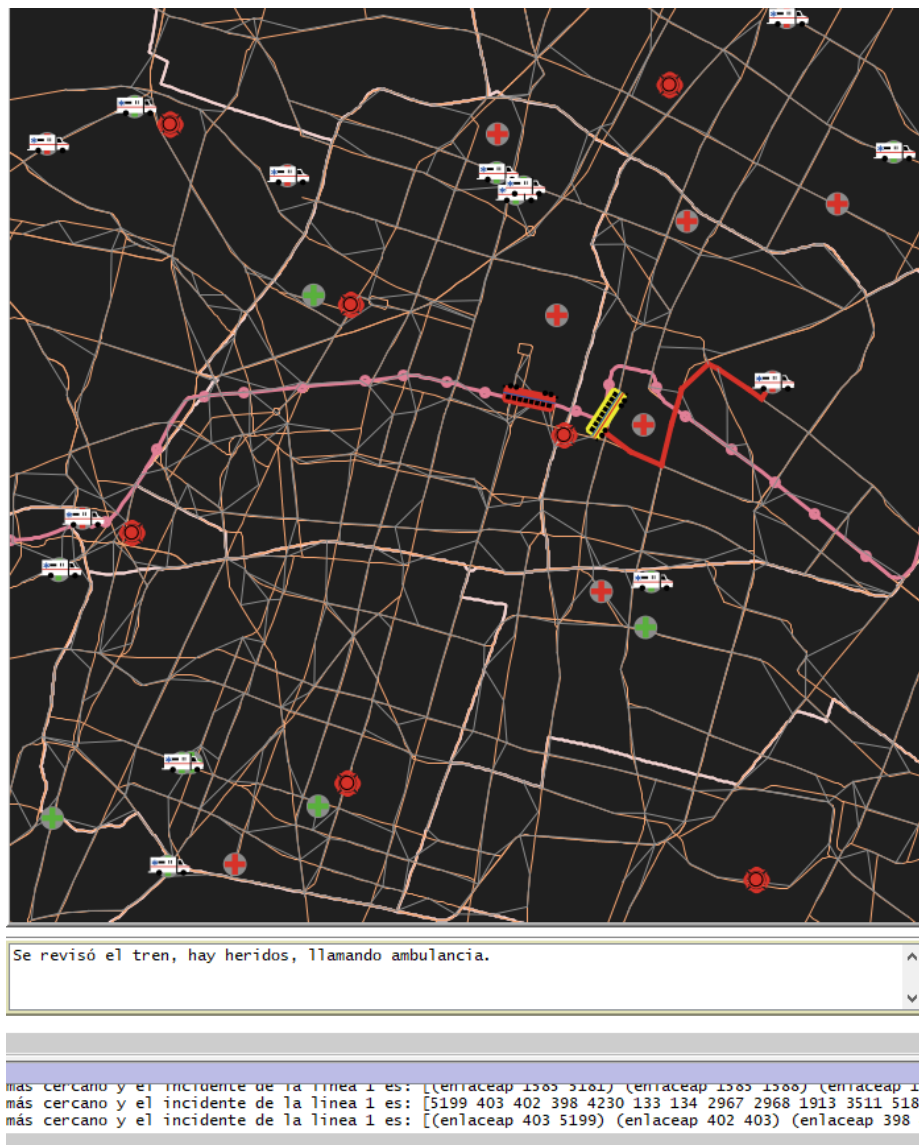 Se revisó el tren, hay heridos, llamando ambulancia.
más cercano y el incidente de la linea 1 es: [(enlaceap 1585 5181) (enlaceap 1585 1588) (enlaceap 1
más cercano y el incidente de la linea 1 es: [5199 403 402 398 4230 133 134 2967 2968 1913 3511 518
más cercano y el incidente de la linea 1 es: [(enlaceap 403 5199) (enlaceap 402 403) (enlaceap 398